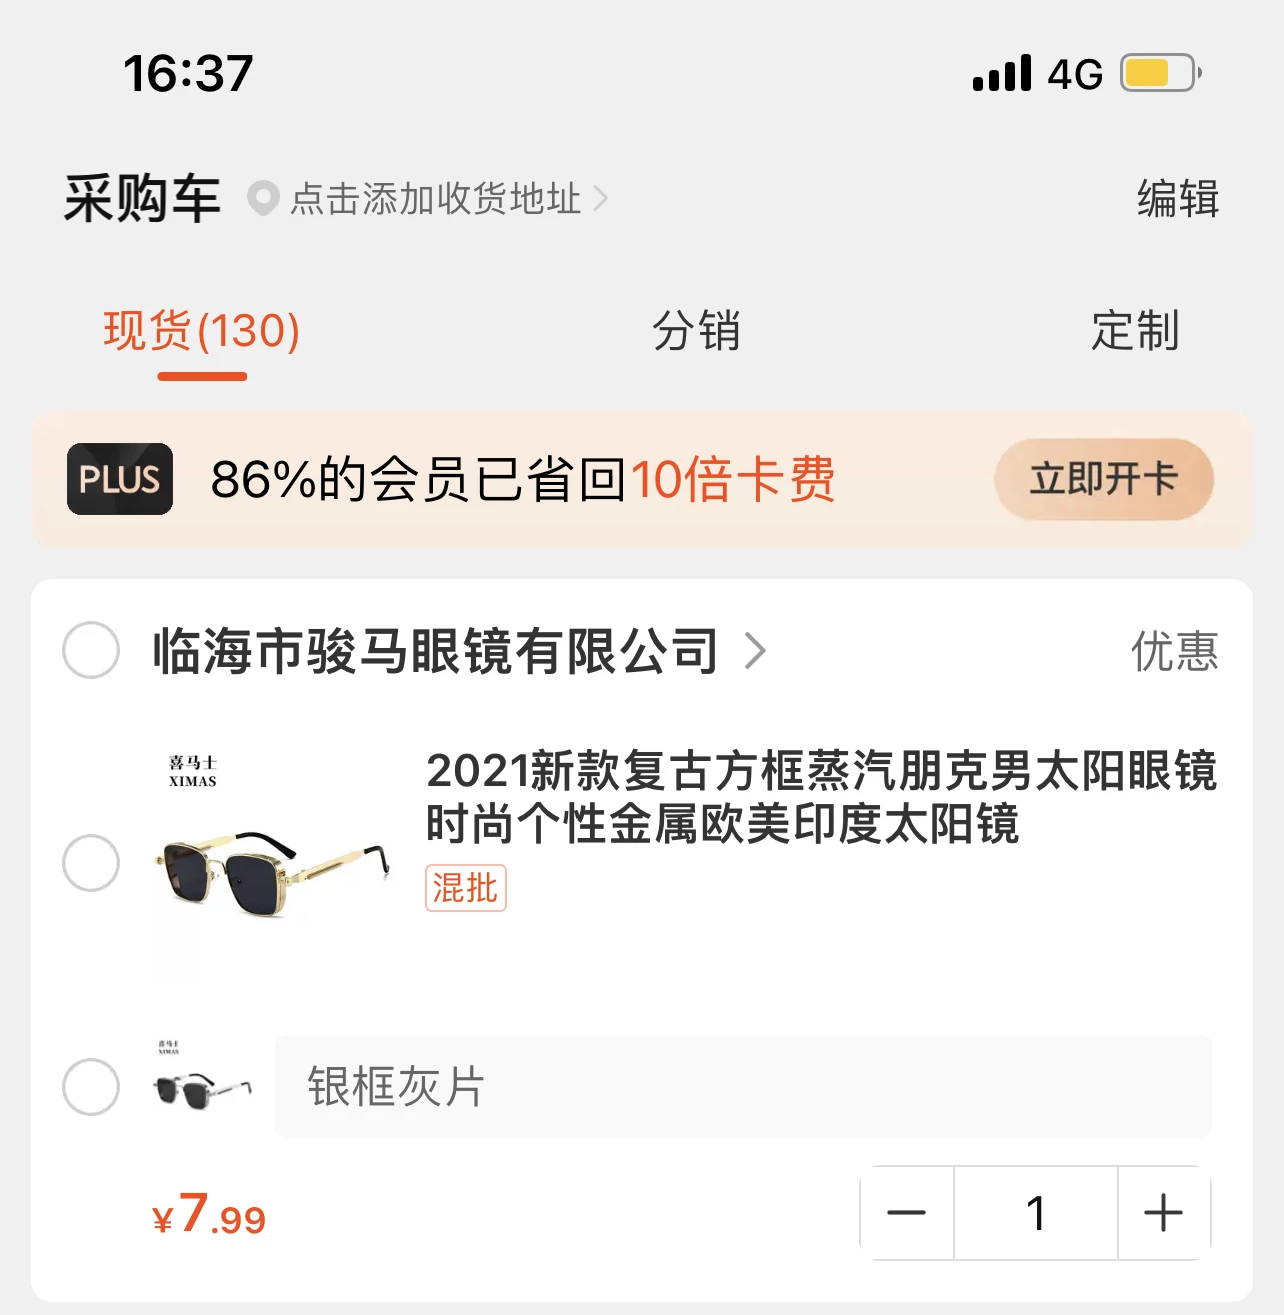 16:37 4G
采购车 点击添加收货地址 编辑
现货(130) 分销 定制
PLUS 86%的会员已省回10倍卡费 立即开卡
临海市骏马眼镜有限公司 优惠
喜马士
XIMAS
2021新款复古方框蒸汽朋克男太阳眼镜
时尚个性金属欧美印度太阳镜
混批
喜马士
XIMAS
银框灰片
¥7.99 1